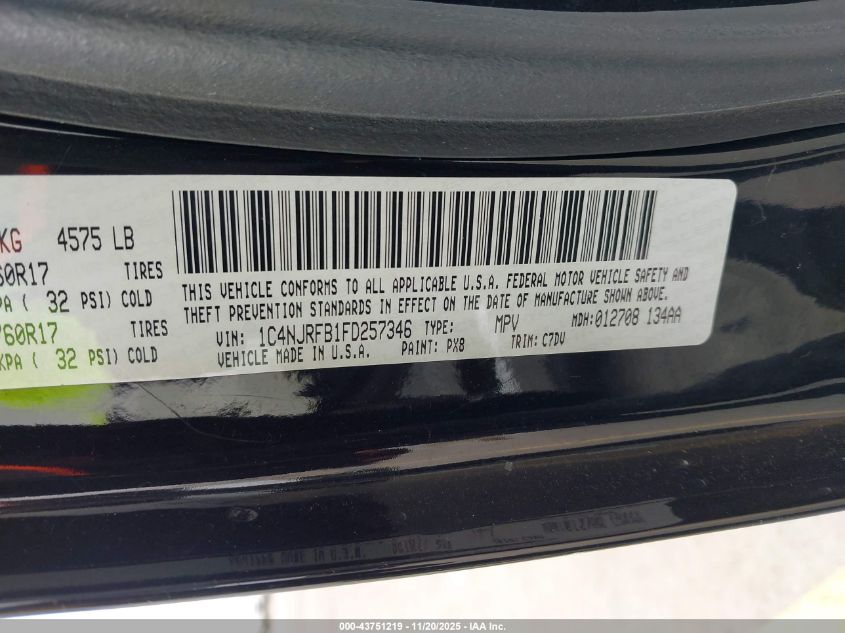 KG 4575 LB
60R17 TIRES
PA ( 32 PSI) COLD
/60R17 TIRES
KPA ( 32 PSI) COLD
THIS VEHICLE CONFORMS TO ALL APPLICABLE U.S.A. FEDERAL MOTOR VEHICLE SAFETY AND
THEFT PREVENTION STANDARDS IN EFFECT ON THE DATE OF MANUFACTURE SHOWN ABOVE.
VIN: 1C4NJRFB1FD257346 TYPE: MPV MDH:012708 134AA
VEHICLE MADE IN U.S.A. PAINT: PX8 TRIM: C7DV
000-43751219 - 11/20/2025 - IAA Inc.